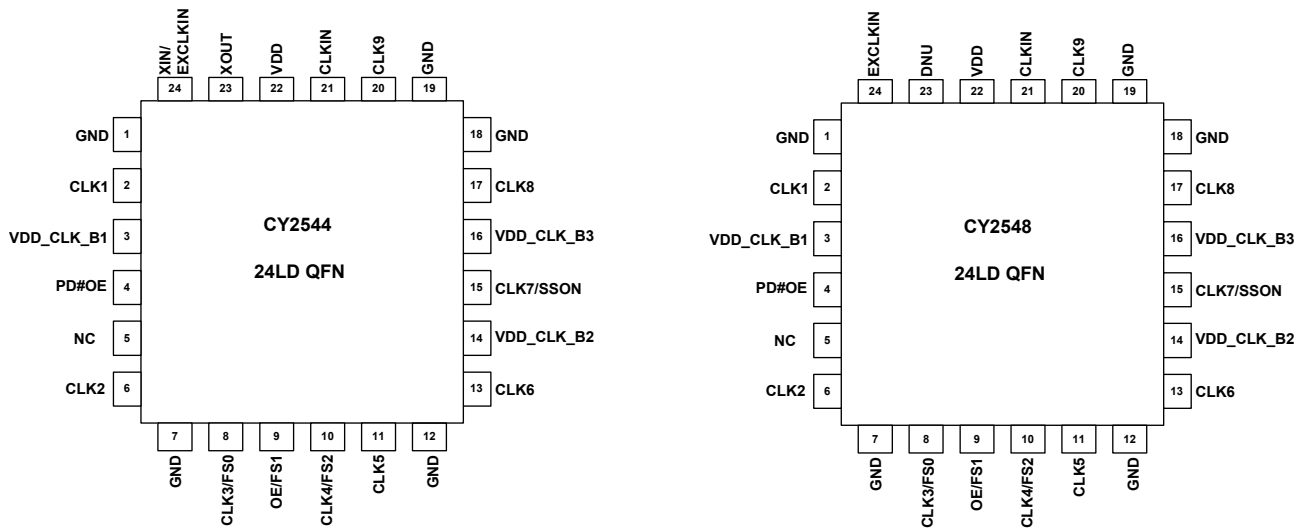 XIN/
EXCLKIN
XOUT
VDD
CLKIN
CLK9
GND
24
23
22
21
20
19
GND
1
CLK1
2
VDD_CLK_B1
3
PD#OE
4
NC
5
CLK2
6
CY2544
24LD QFN
18
GND
17
CLK8
16
VDD_CLK_B3
15
CLK7/SSON
14
VDD_CLK_B2
13
CLK6
7
8
9
10
11
12
GND
CLK3/FS0
OE/FS1
CLK4/FS2
CLK5
GND
EXCLKIN
DNU
VDD
CLKIN
CLK9
GND
24
23
22
21
20
19
GND
1
CLK1
2
VDD_CLK_B1
3
PD#OE
4
NC
5
CLK2
6
CY2548
24LD QFN
18
GND
17
CLK8
16
VDD_CLK_B3
15
CLK7/SSON
14
VDD_CLK_B2
13
CLK6
7
8
9
10
11
12
GND
CLK3/FS0
OE/FS1
CLK4/FS2
CLK5
GND